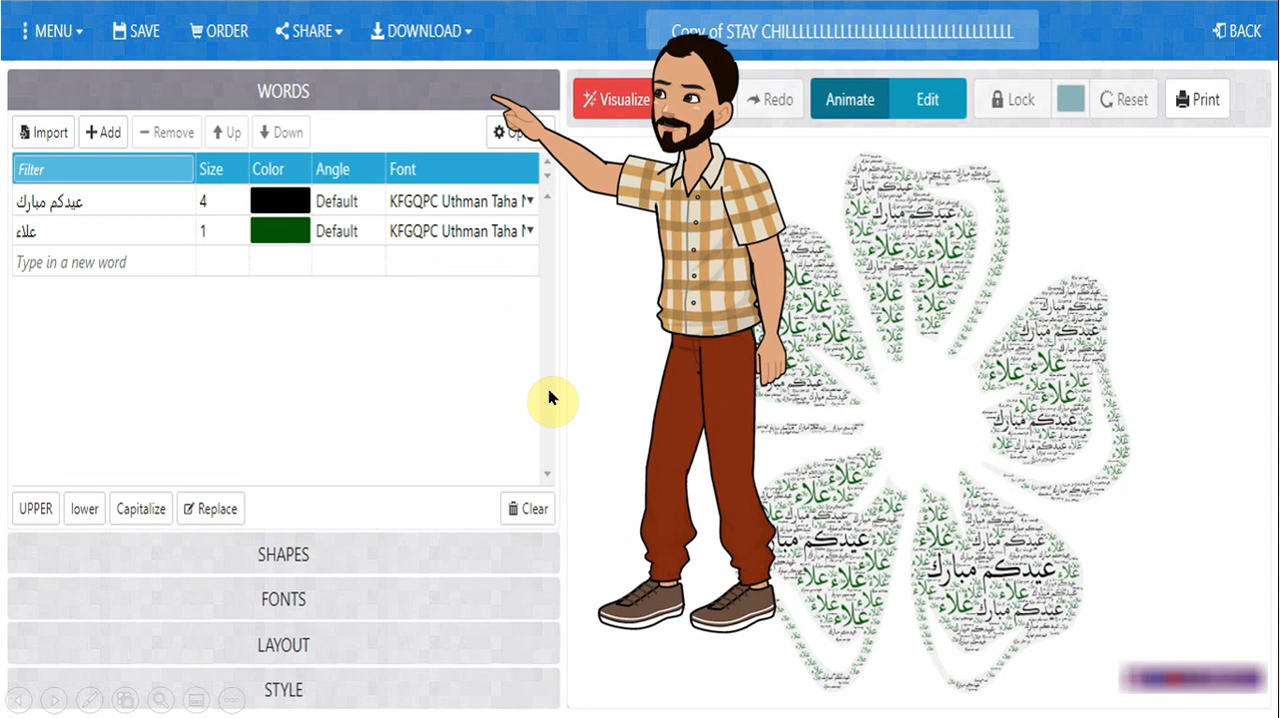 MENU SAVE ORDER SHARE DOWNLOAD Copy of STAY CHILLLLLLLLLLLLLLLLLLLLLLLLLLLLLLLLL BACK
WORDS
Visualize Redo Animate Edit Lock Reset Print
Import Add Remove Up Down
Filter Size Color Angle Font
عيدكم مبارك 4 Default KFGQPC Uthman Taha N
علاء 1 Default KFGQPC Uthman Taha N
Type in a new word
UPPER lower Capitalize Replace Clear
SHAPES
FONTS
LAYOUT
STYLE
عيدكم مبارك
علاء